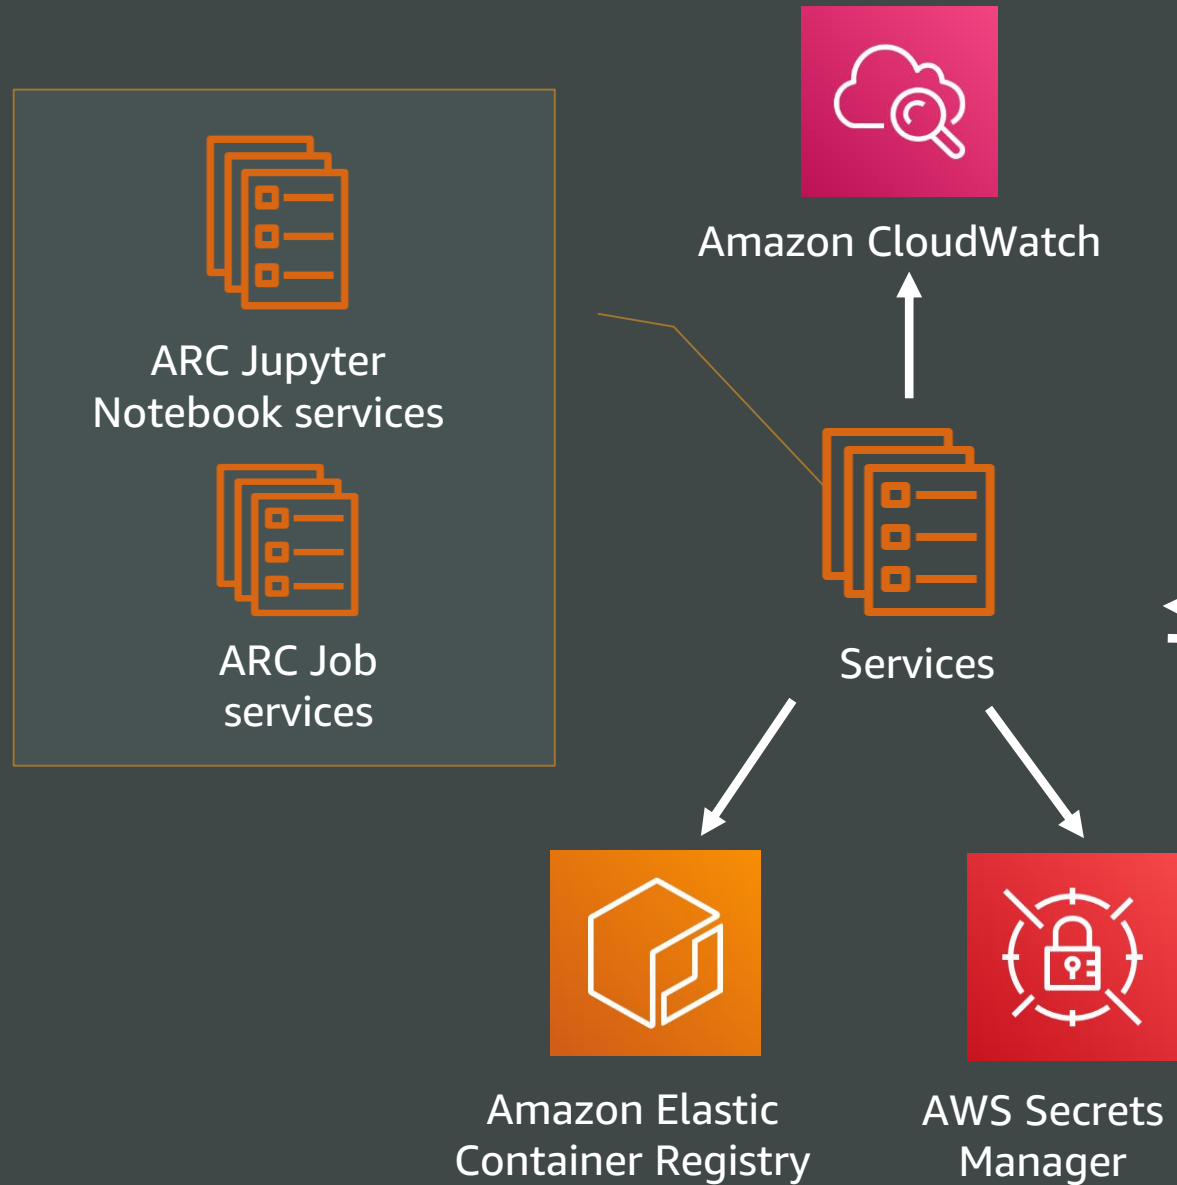 Amazon CloudWatch
ARC Jupyter
Notebook services
ARC Job
services
Services
Amazon Elastic
Container Registry
AWS Secrets
Manager